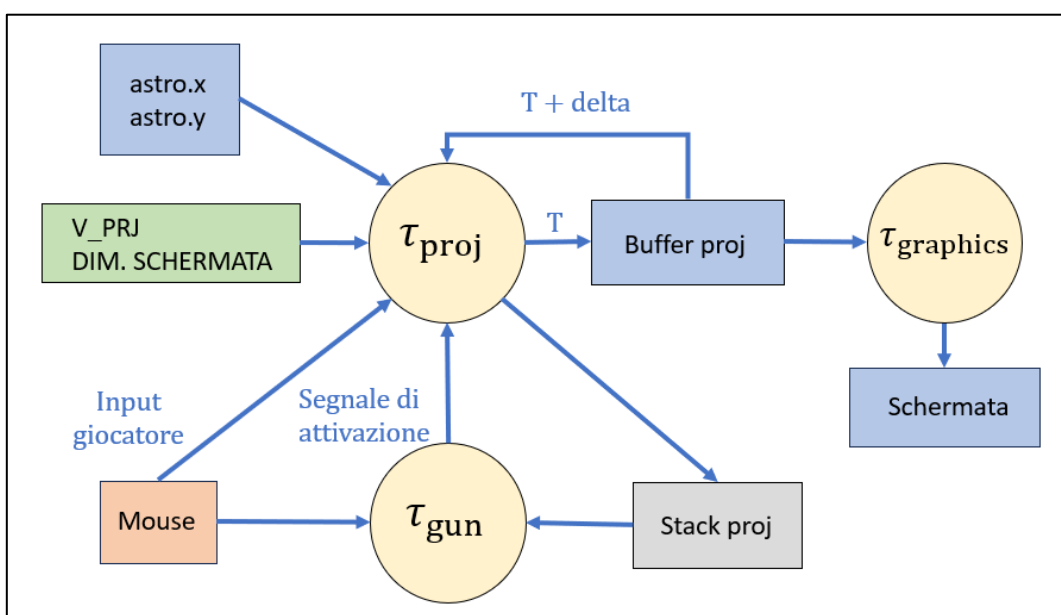 astro.x
astro.y
T + delta
V_PRJ
DIM. SCHERMATA
τproj
T
Buffer proj
τgraphics
Schermata
Input
giocatore
Segnale di
attivazione
Mouse
τgun
Stack proj